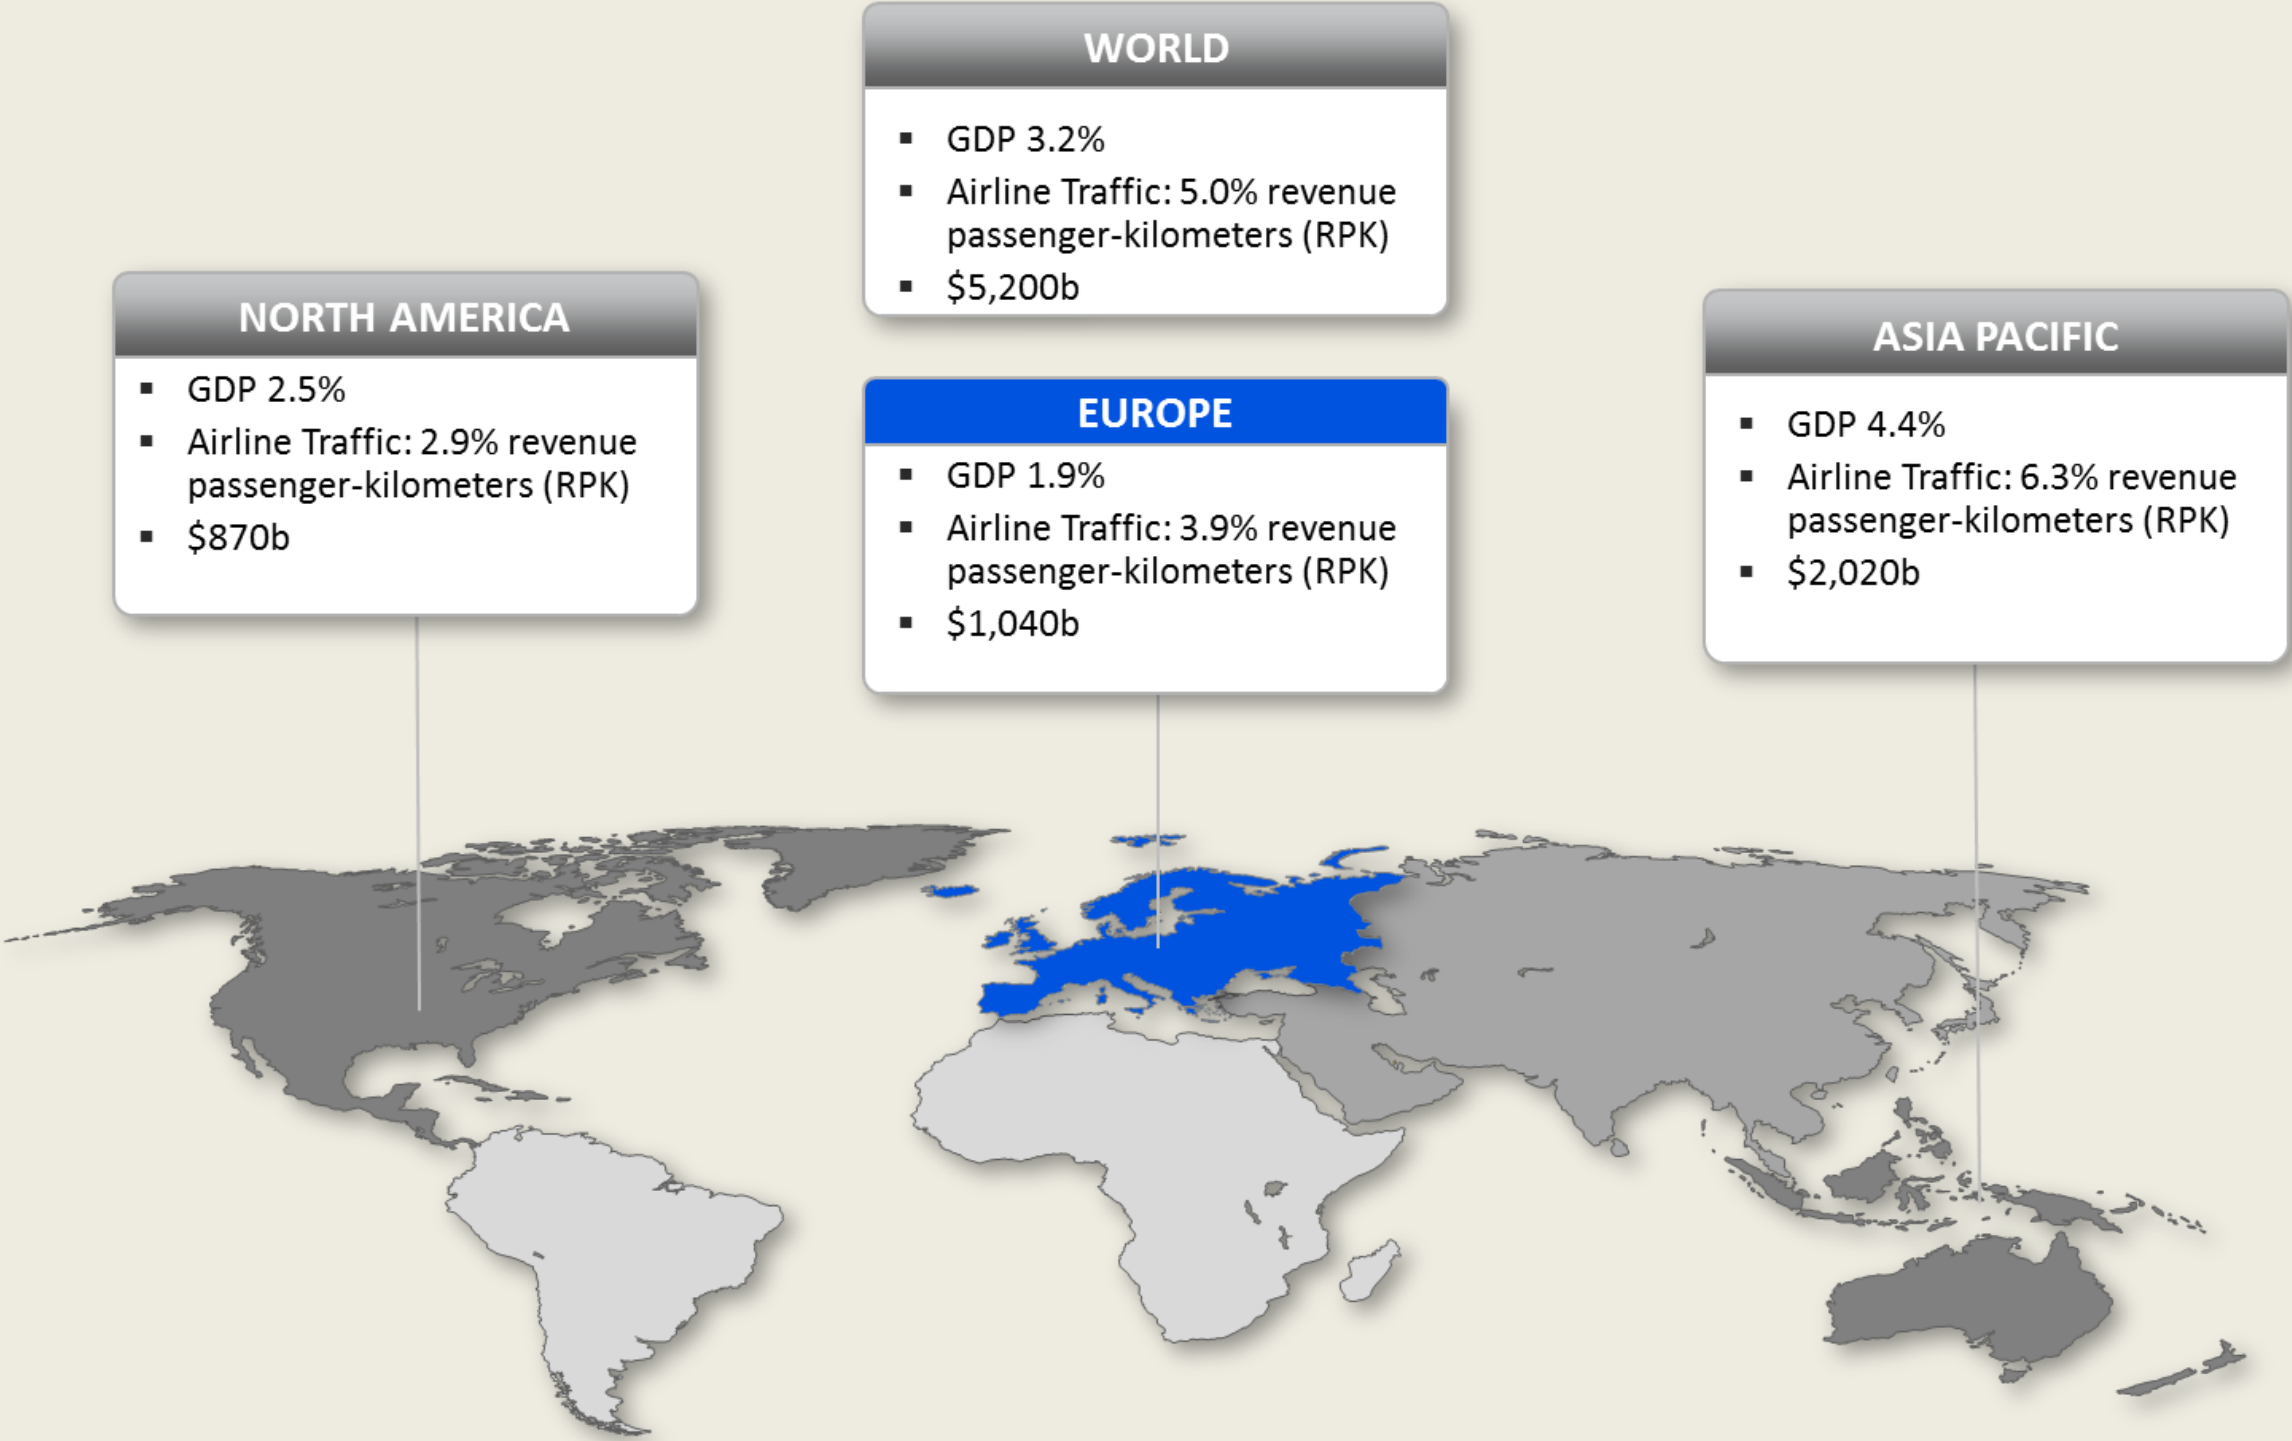 WORLD
▪ GDP 3.2%
▪ Airline Traffic: 5.0% revenue
passenger-kilometers (RPK)
▪ $5,200b
NORTH AMERICA
▪ GDP 2.5%
▪ Airline Traffic: 2.9% revenue
passenger-kilometers (RPK)
▪ $870b
EUROPE
▪ GDP 1.9%
▪ Airline Traffic: 3.9% revenue
passenger-kilometers (RPK)
▪ $1,040b
ASIA PACIFIC
▪ GDP 4.4%
▪ Airline Traffic: 6.3% revenue
passenger-kilometers (RPK)
▪ $2,020b